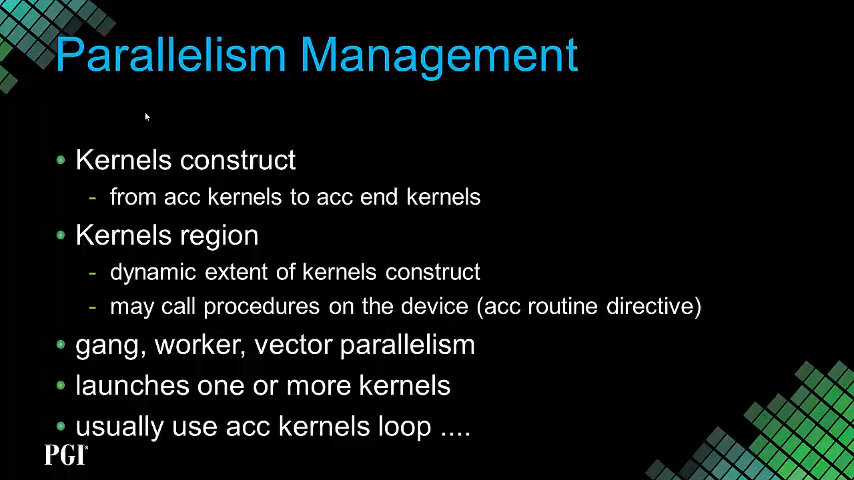 Parallelism Management
• Kernels construct
- from acc kernels to acc end kernels
• Kernels region
- dynamic extent of kernels construct
- may call procedures on the device (acc routine directive)
• gang, worker, vector parallelism
• launches one or more kernels
• usually use acc kernels loop ....
PGI®